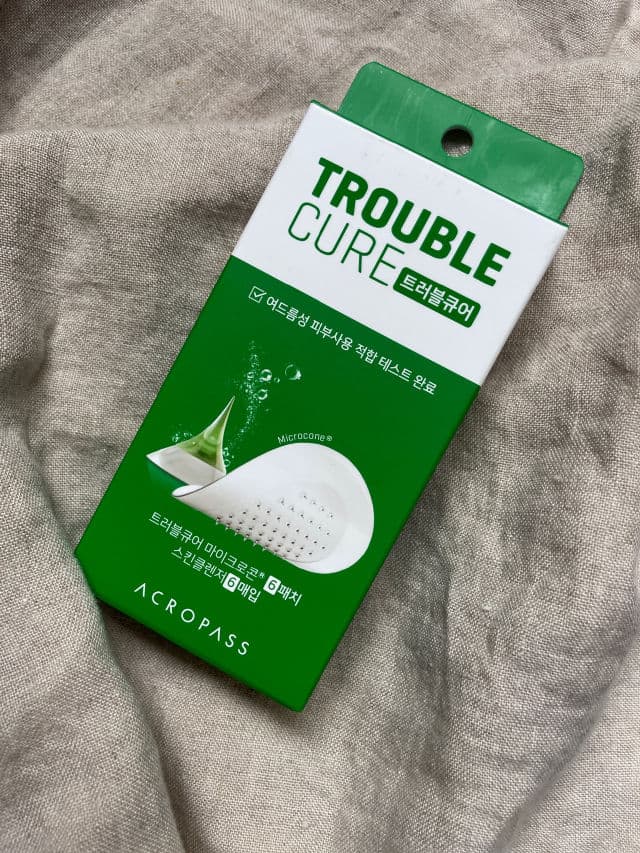 TROUBLE
CURE 트러블큐어
여드름성 피부사용 적합 테스트 완료
Microcone®
트러블큐어 마이크로콘® 6패치
스킨클렌저 6매입
ACROPASS